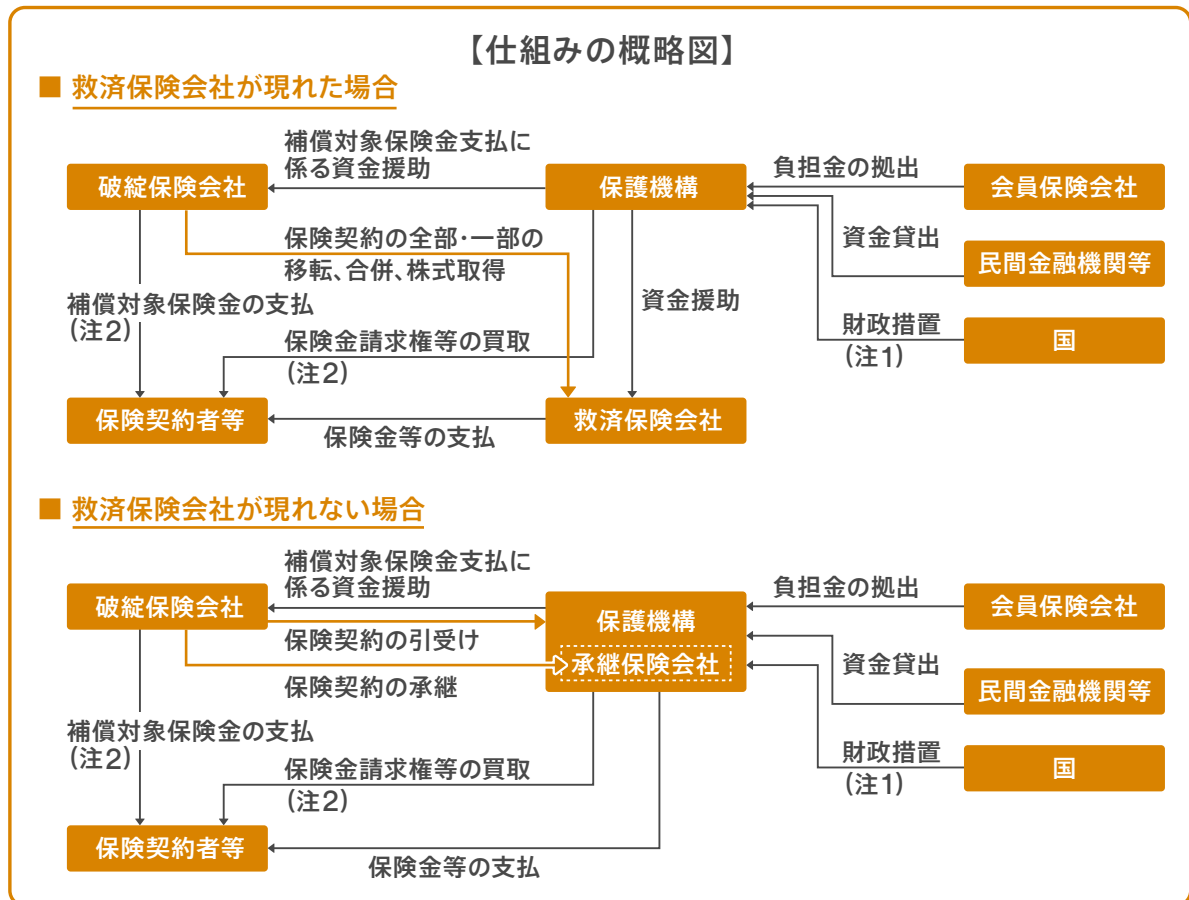 【仕組みの概略図】
■ 救済保険会社が現れた場合
補償対象保険金支払に
係る資金援助
負担金の拠出
破綻保険会社
保護機構
会員保険会社
保険契約の全部・一部の
移転、合併、株式取得
資金貸出
民間金融機関等
補償対象保険金の支払
(注2)
資金援助
財政措置
(注1)
国
保険金請求権等の買取
(注2)
保険契約者等
救済保険会社
保険金等の支払
■ 救済保険会社が現れない場合
補償対象保険金支払に
係る資金援助
負担金の拠出
破綻保険会社
保護機構
会員保険会社
保険契約の引受け
承継保険会社
資金貸出
保険契約の承継
民間金融機関等
補償対象保険金の支払
(注2)
財政措置
(注1)
国
保険金請求権等の買取
(注2)
保険契約者等
保険金等の支払